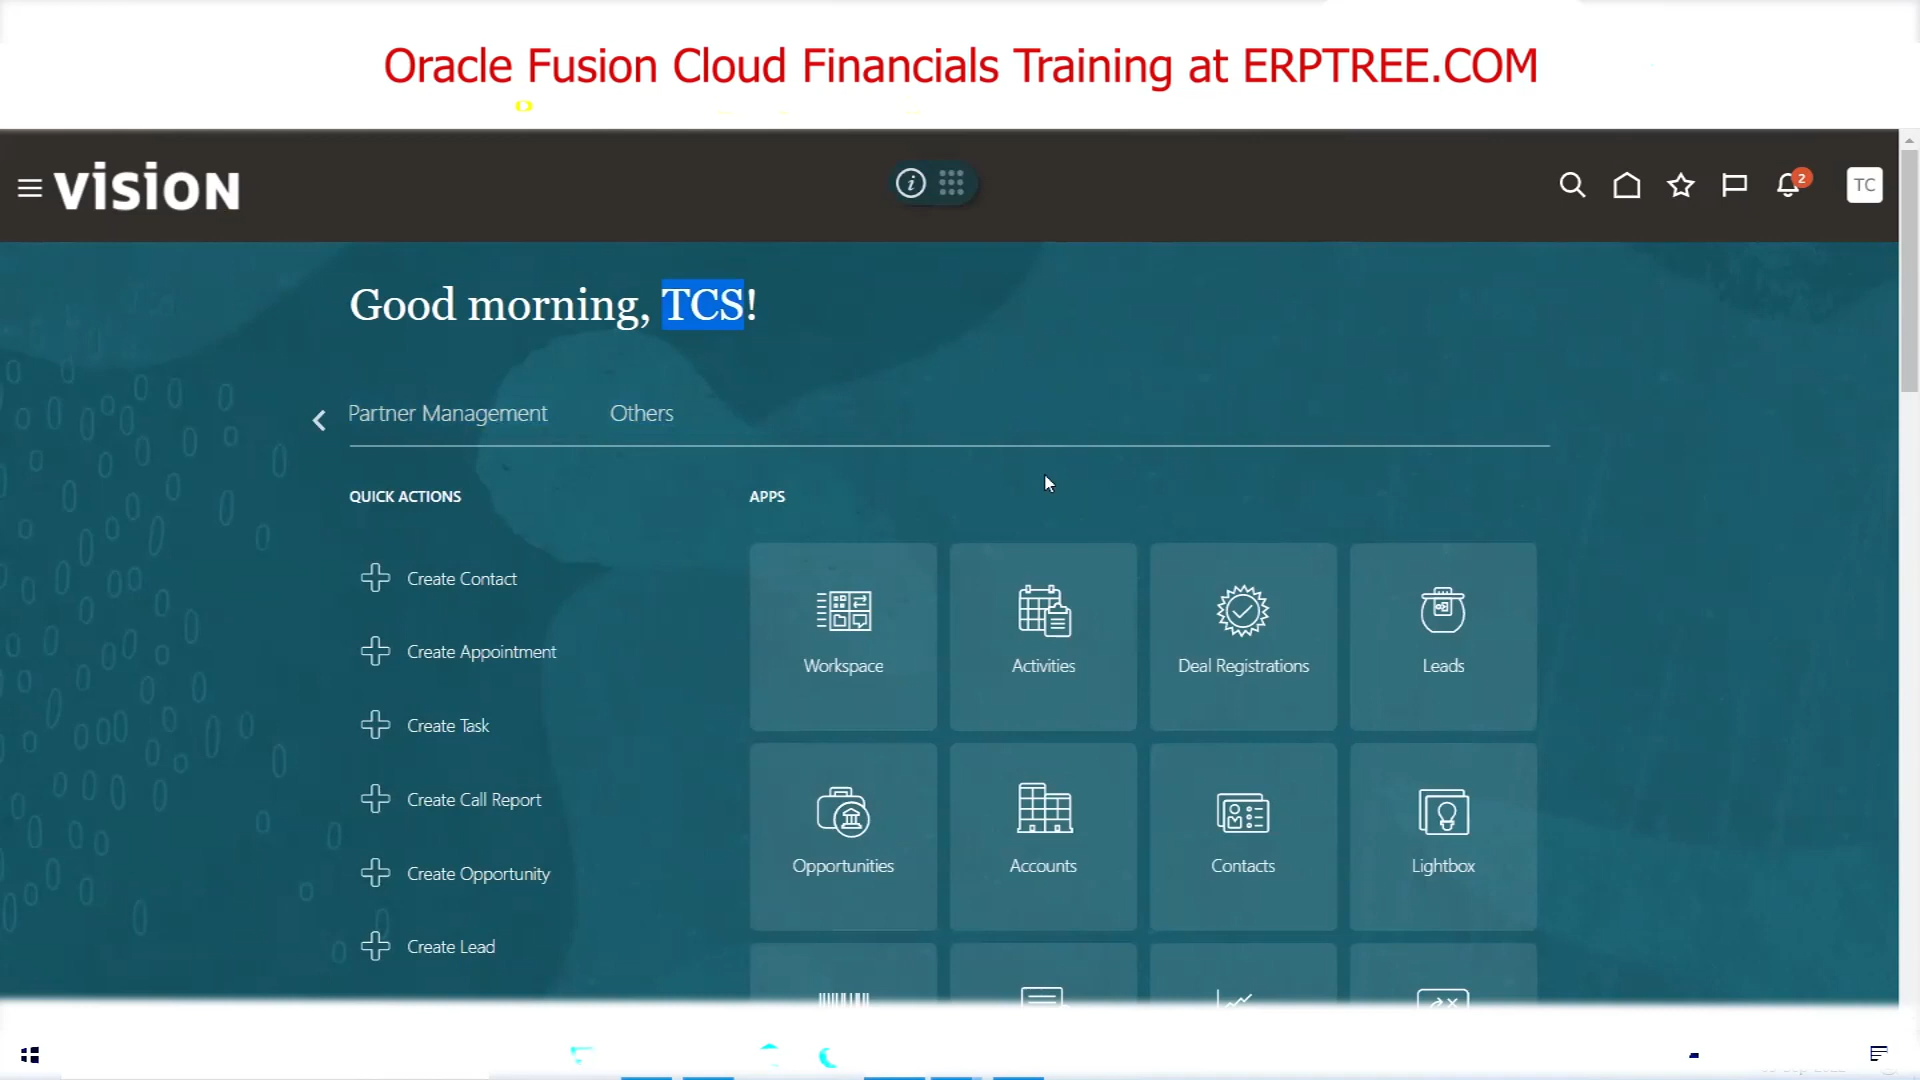 Oracle Fusion Cloud Financials Training at ERPTREE.COM
vision
2
TC
Good morning, TCS!
Partner Management Others
QUICK ACTIONS
APPS
Create Contact
Create Appointment
Create Task
Create Call Report
Create Opportunity
Create Lead
Workspace
Activities
Deal Registrations
Leads
Opportunities
Accounts
Contacts
Lightbox